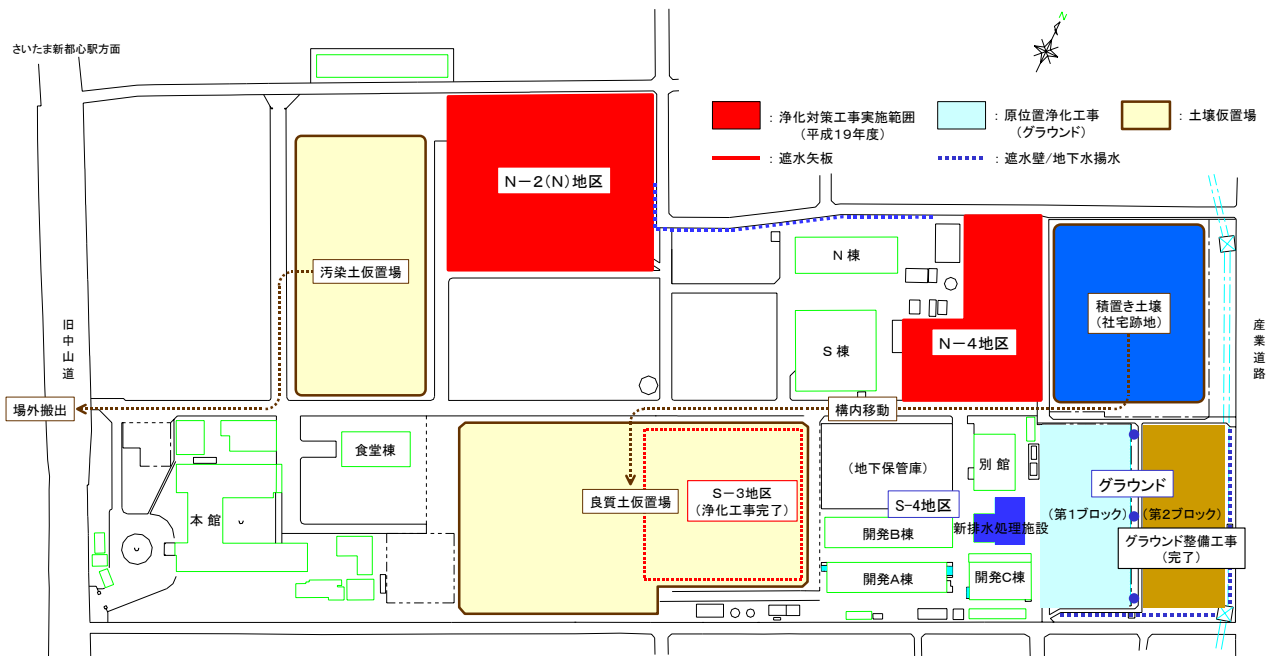 さいたま新都心駅方面
N
：浄化対策工事実施範囲
（平成19年度）
：原位置浄化工事
（グラウンド）
：土壌仮置場
：遮水矢板
：遮水壁/地下水揚水
N－2（N）地区
汚染土仮置場
N 棟
S 棟
N－4地区
積置き土壌
（社宅跡地）
旧中山道
産業道路
場外搬出
構内移動
食堂棟
本 館
良質土仮置場
S－3地区
（浄化工事完了）
（地下保管庫）
別 館
S-4地区
新排水処理施設
開発B棟
開発A棟
開発C棟
グラウンド
（第1ブロック）
（第2ブロック）
グラウンド整備工事
（完了）